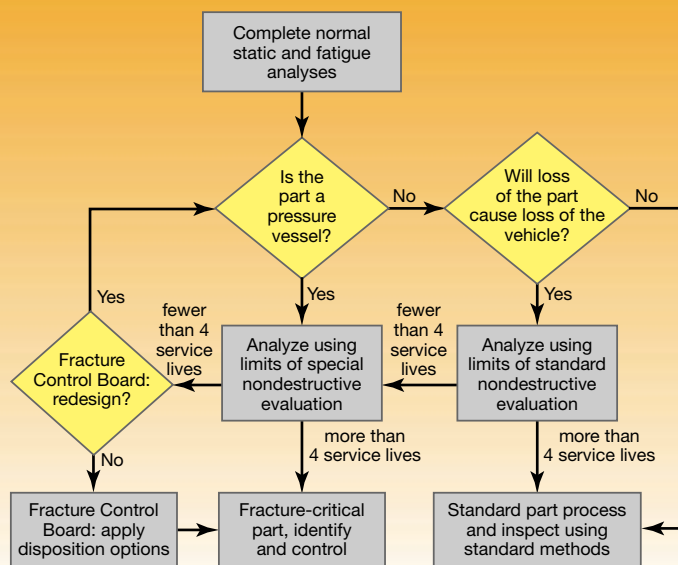 Complete normal
static and fatigue
analyses
Is the
part a
pressure
vessel?
No
Will loss
of the part
cause loss of the
vehicle?
No
Yes
Yes
Yes
Fracture
Control Board:
redesign?
fewer
than 4
service
lives
Analyze using
limits of special
nondestructive
evaluation
fewer
than 4
service
lives
Analyze using
limits of standard
nondestructive
evaluation
No
more than
4 service lives
more than
4 service lives
Fracture Control
Board: apply
disposition options
Fracture-critical
part, identify
and control
Standard part process
and inspect using
standard methods